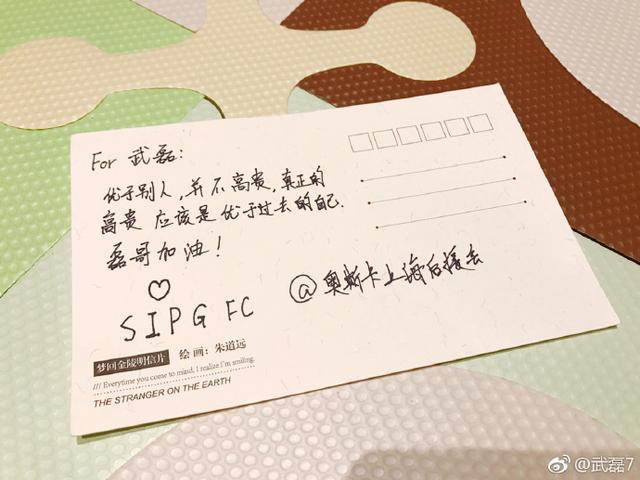 For 武磊:
优于别人,并不高贵,真正的
高贵 应该是优于过去的自己.
磊哥加油!
♡
SIPG FC
@奥斯卡上海后援会
梦回金陵明信片 绘画:朱道远
/// Everytime you come to mind, I realize I'm smiling.
THE STRANGER ON THE EARTH
@武磊7